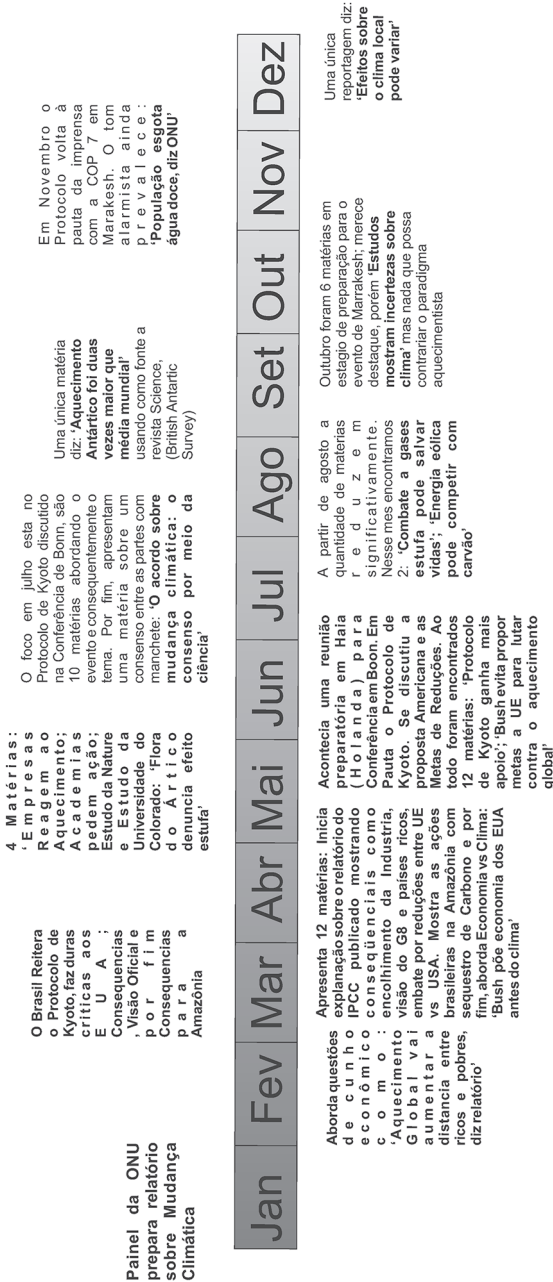 Painel da ONU
prepara relatório
sobre Mudança
Climática
O Brasil Reitera
o Protocolo de
Kyoto, faz duras
críticas aos
EUA;
Consequencias
, Visão Oficial e
por fim
Consequencias
para a
Amazônia
4 Matérias:
'Empresas
Reagem ao
Aquecimento;
Academias
pedem ação;
Estudo da Nature
e Estudo da
Universidade do
Colorado: 'Flora
do Ártico
denuncia efeito
estufa'
O foco em julho esta no
Protocolo de Kyoto discutido
na Conferência de Bonn, são
10 matérias abordando o
evento e consequentemente o
tema. Por fim, apresentam
uma matéria sobre um
consenso entre as partes com
manchete: 'O acordo sobre
mudança climática: o
consenso por meio da
ciência'
Uma única matéria
diz: 'Aquecimento
Antártico foi duas
vezes maior que
média mundial'
usando como fonte a
revista Science,
(British Antartic
Survey)
Em Novembro o
Protocolo volta à
pauta da imprensa
com a COP 7 em
Marakesh. O tom
alarmista ainda
prevalece:
'População esgota
água doce, diz ONU'
Jan Fev Mar Abr Mai Jun Jul Ago Set Out Nov Dez
Aborda questões
de cunho
econômico
como:
'Aquecimento
Global vai
aumentar a
distancia entre
ricos e pobres,
diz relatório'
Apresenta 12 matérias: Inicia
explanação sobre o relatório do
IPCC publicado mostrando
conseqüenciais como
encolhimento da Industria,
visão do G8 e países ricos,
embate por reduções entre UE
vs USA. Mostra as ações
brasileiras na Amazônia com
sequestro de Carbono e por
fim, aborda Economia vs Clima:
'Bush põe economia dos EUA
antes do clima'
Acontecia uma reunião
preparatória em Haia
(Holanda) para
Conferência em Boon. Em
Pauta o Protocolo de
Kyoto. Se discutiu a
proposta Americana e as
Metas de Reduções. Ao
todo foram encontrados
12 matérias: 'Protocolo
de Kyoto ganha mais
apoio'; 'Bush evita propor
metas a UE para lutar
contra o aquecimento
global'
A partir de agosto a
quantidade de materias
reduzem
significativamente.
Nesse mes encontramos
2: 'Combate a gases
estufa pode salvar
vidas'; 'Energia eólica
pode competir com
carvão'
Outubro foram 6 matérias em
estagio de preparação para o
evento de Marrakesh; merece
destaque, porém 'Estudos
mostram incertezas sobre
clima' mas nada que possa
contrariar o paradigma
aquecimentista
Uma única
reportagem diz:
'Efeitos sobre
o clima local
pode variar'